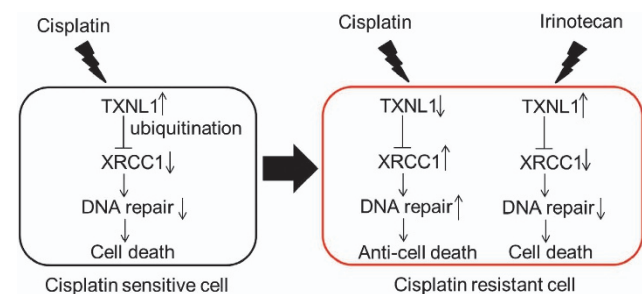 Cisplatin
TXNL1↑
ubiquitination
XRCC1↓
DNA repair↓
Cell death
Cisplatin sensitive cell
Cisplatin
TXNL1↓
XRCC1↑
DNA repair↑
Anti-cell death
Irinotecan
TXNL1↑
XRCC1↓
DNA repair↓
Cell death
Cisplatin resistant cell